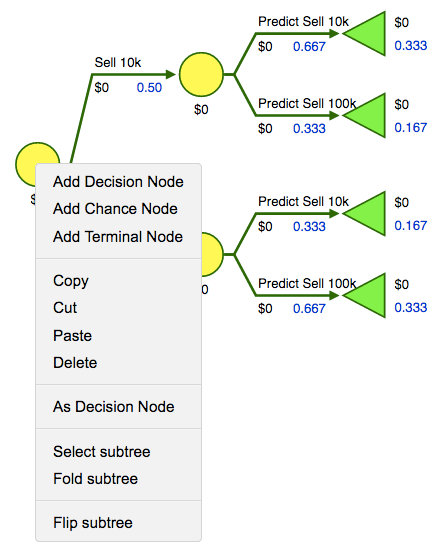 Predict Sell 10k
$0
$0
0.667
0.333
Sell 10k
$0
0.50
Predict Sell 100k
$0
$0
$0
0.333
0.167
Add Decision Node
Add Chance Node
Add Terminal Node
Predict Sell 10k
$0
$0
0.333
0.167
Copy
Cut
Paste
Delete
Predict Sell 100k
$0
0
$0
0.667
0.333
As Decision Node
Select subtree
Fold subtree
Flip subtree